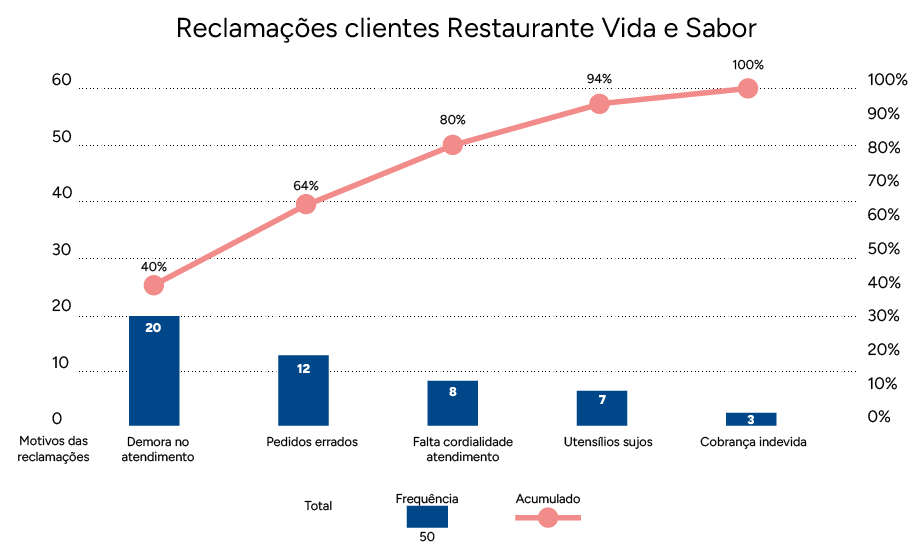 Reclamações clientes Restaurante Vida e Sabor
60
50
40
30
20
10
0
100%
90%
80%
70%
60%
50%
40%
30%
20%
10%
0%
40%
64%
80%
94%
100%
20
12
8
7
3
Motivos das
reclamações
Demora no
atendimento
Pedidos errados
Falta cordialidade
atendimento
Utensílios sujos
Cobrança indevida
Total
Frequência
50
Acumulado